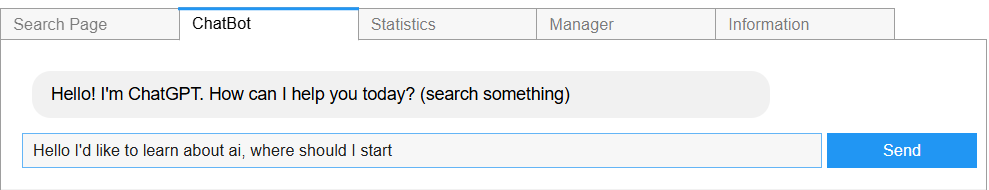 Search Page ChatBot Statistics Manager Information
Hello! I'm ChatGPT. How can I help you today? (search something)
Hello I'd like to learn about ai, where should I start Send